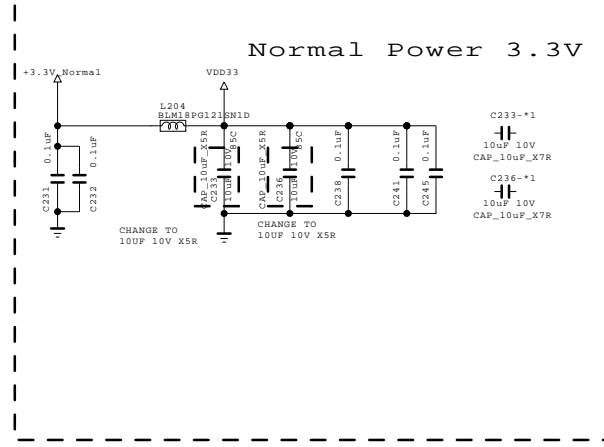 Normal Power 3.3V
+3.3V_Normal
VDD33
L204
BLM18PG121SN1D
C231
0.1uF
C232
0.1uF
CAP_10uF_X5R
C233
10uF 10V
85C
CAP_10uF_X5R
C236
10uF 10V
85C
C238
0.1uF
C241
0.1uF
C245
0.1uF
CHANGE TO
10UF 10V X5R
CHANGE TO
10UF 10V X5R
C233-*1
10uF 10V
CAP_10uF_X7R
C236-*1
10uF 10V
CAP_10uF_X7R